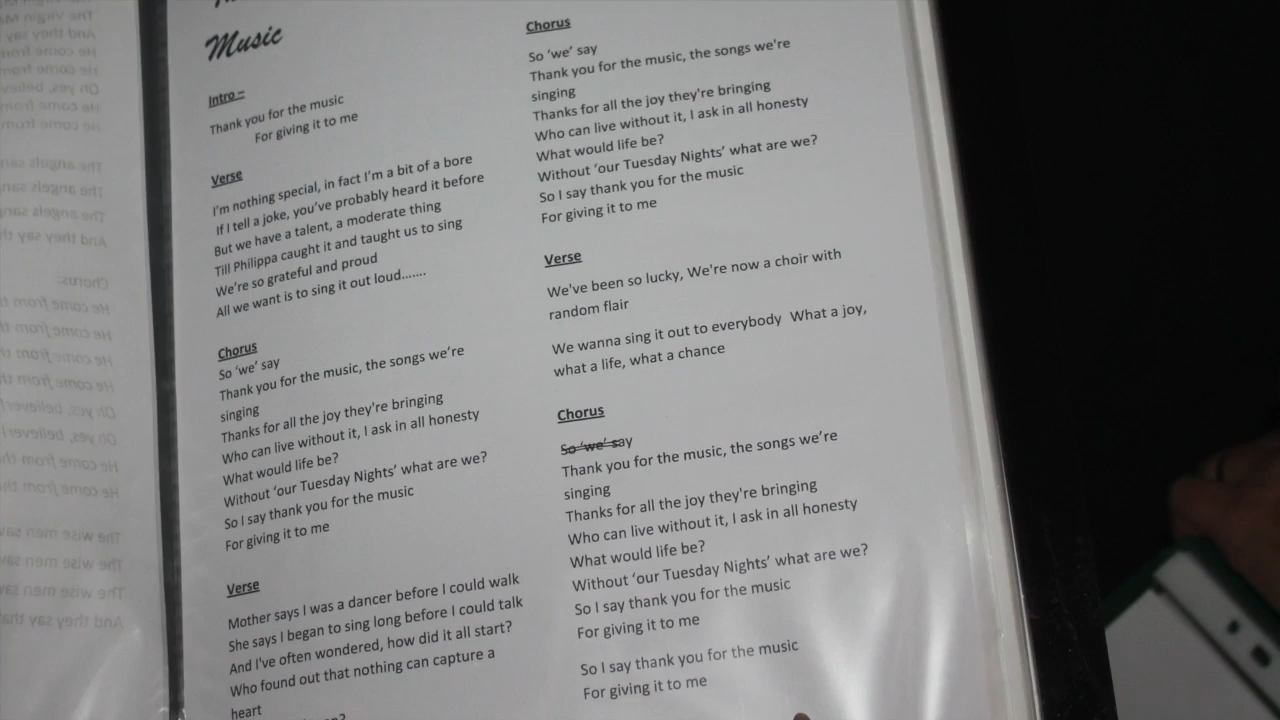 Music
Intro –
Thank you for the music
For giving it to me
Verse
I'm nothing special, in fact I'm a bit of a bore
If I tell a joke, you've probably heard it before
But we have a talent, a moderate thing
Till Philippa caught it and taught us to sing
We're so grateful and proud
All we want is to sing it out loud…….
Chorus
So 'we' say
Thank you for the music, the songs we're
singing
Thanks for all the joy they're bringing
Who can live without it, I ask in all honesty
What would life be?
Without 'our Tuesday Nights' what are we?
So I say thank you for the music
For giving it to me
Verse
Mother says I was a dancer before I could walk
She says I began to sing long before I could talk
And I've often wondered, how did it all start?
Who found out that nothing can capture a
heart
Chorus
So 'we' say
Thank you for the music, the songs we're
singing
Thanks for all the joy they're bringing
Who can live without it, I ask in all honesty
What would life be?
Without 'our Tuesday Nights' what are we?
So I say thank you for the music
For giving it to me
Verse
We've been so lucky, We're now a choir with
random flair
We wanna sing it out to everybody What a joy,
what a life, what a chance
Chorus
So 'we' say
Thank you for the music, the songs we're
singing
Thanks for all the joy they're bringing
Who can live without it, I ask in all honesty
What would life be?
Without 'our Tuesday Nights' what are we?
So I say thank you for the music
For giving it to me
So I say thank you for the music
For giving it to me